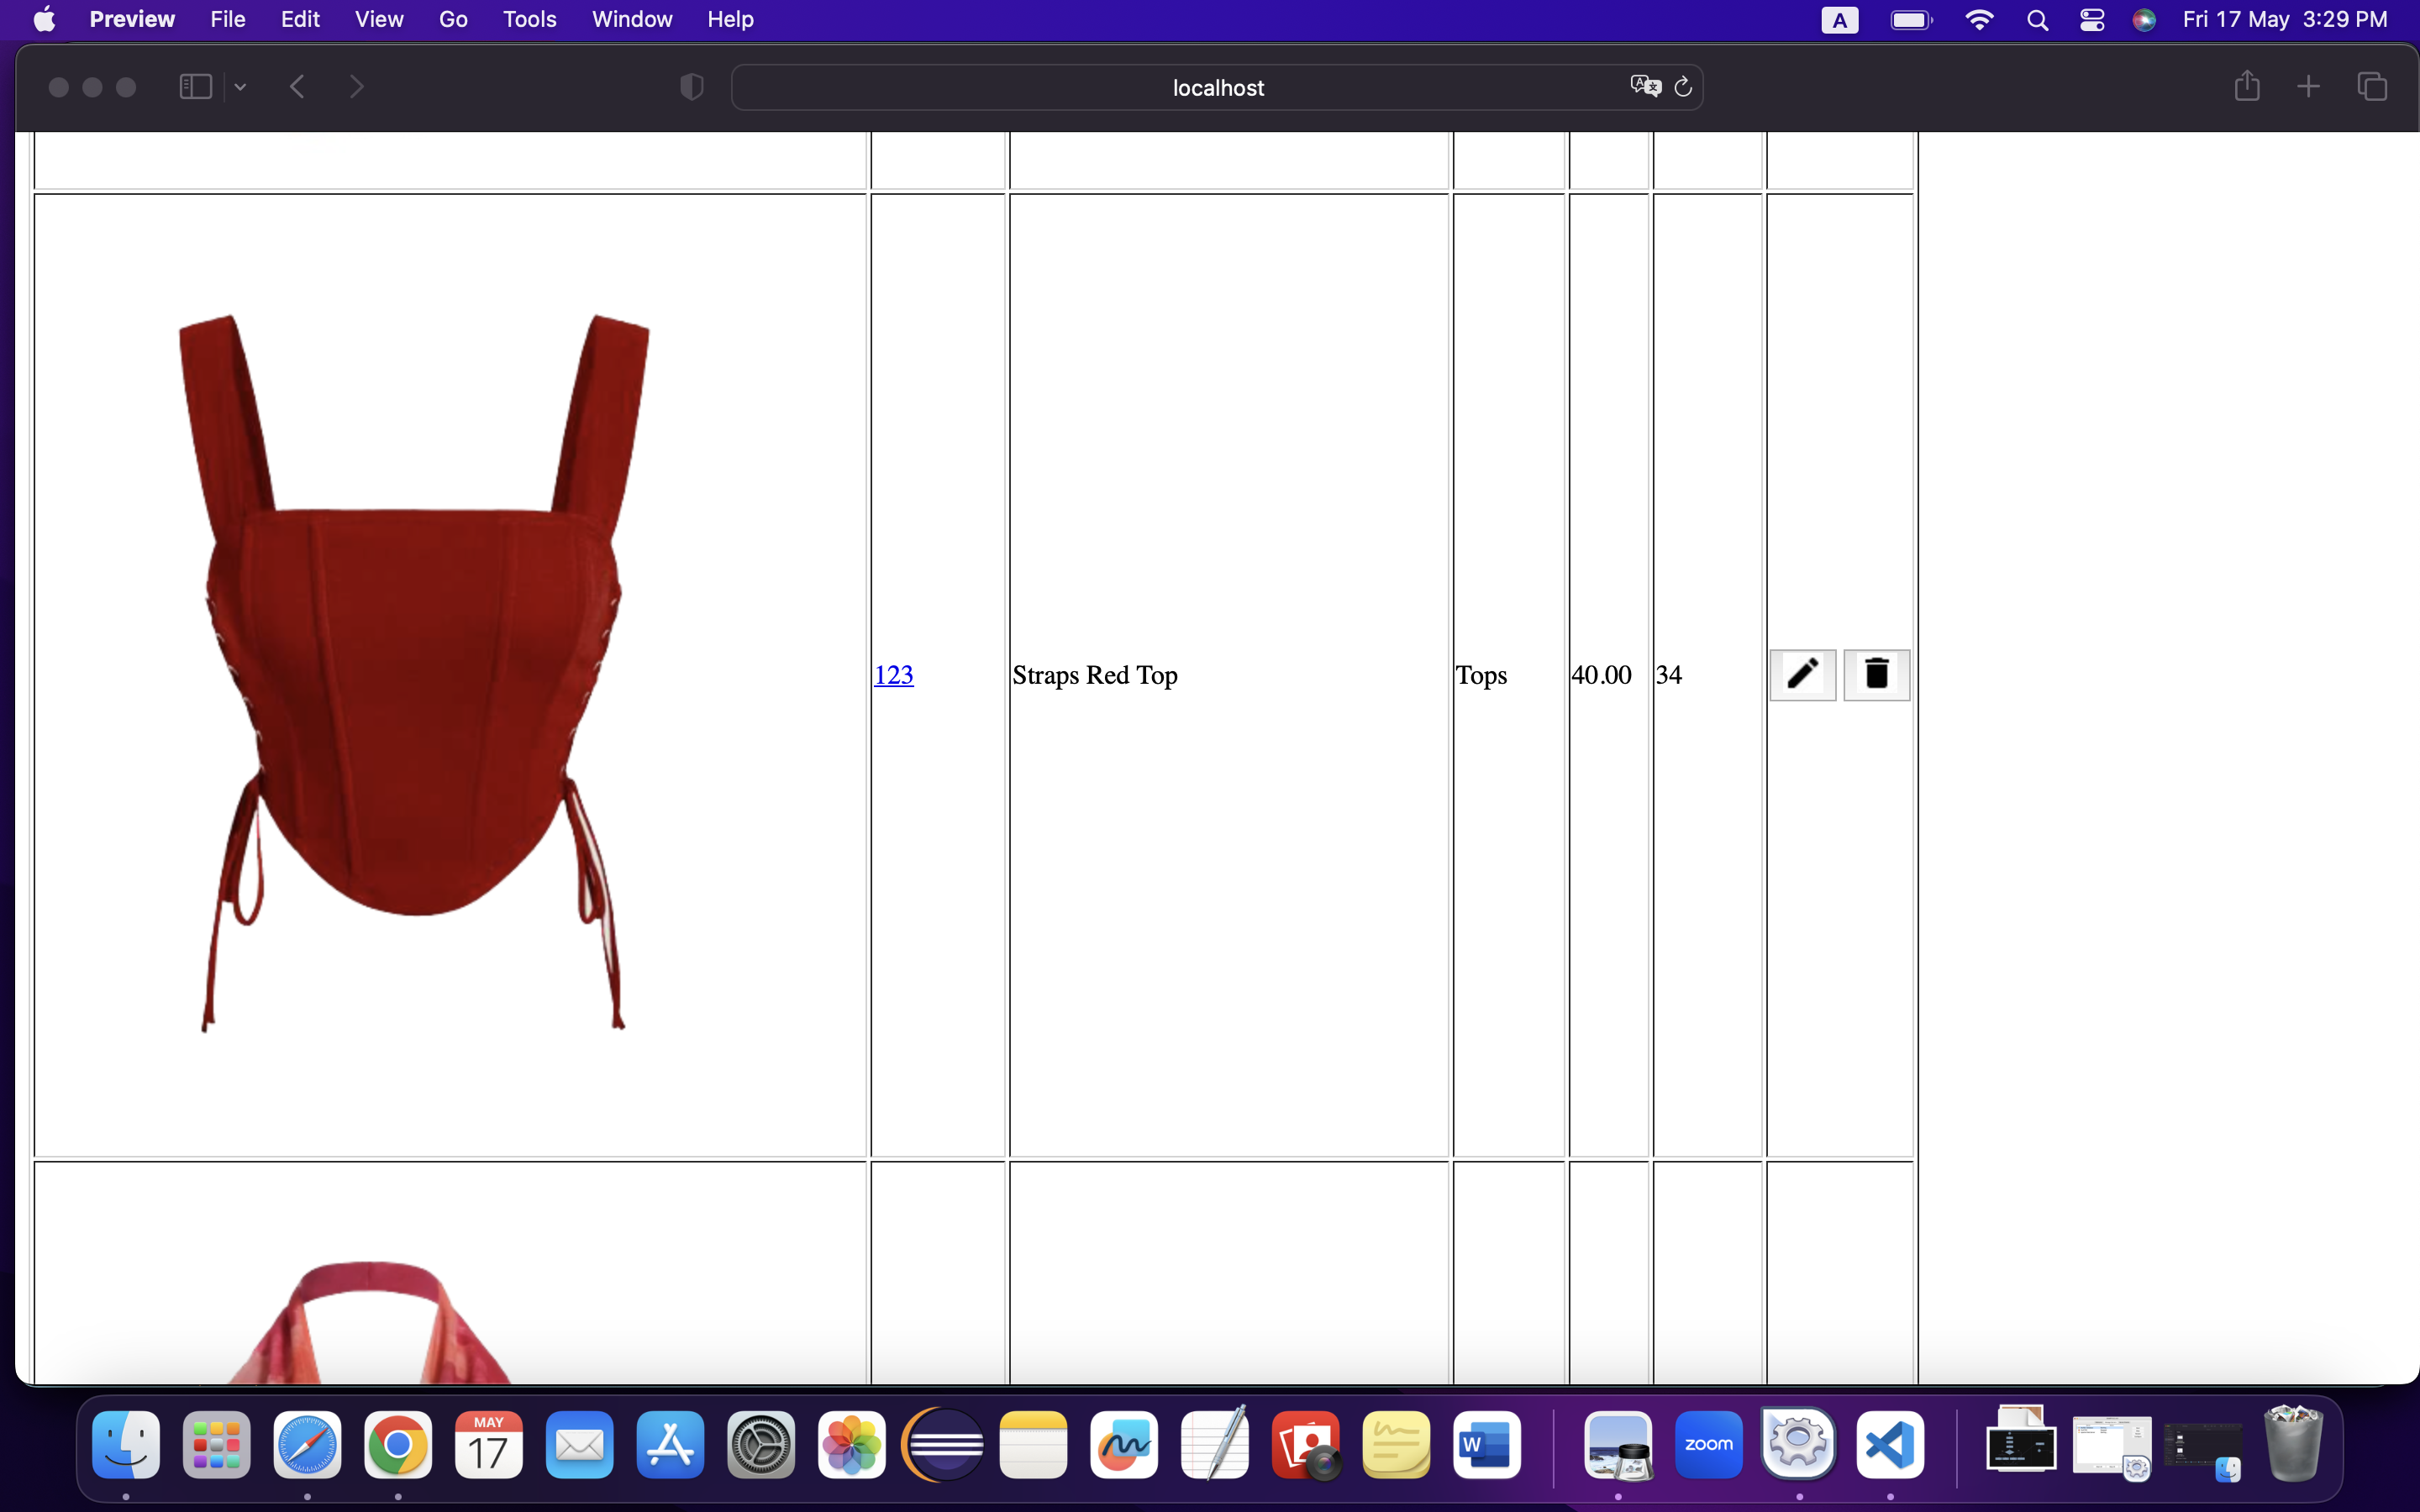 Preview File Edit View Go Tools Window Help A Fri 17 May 3:29 PM
localhost
123 Straps Red Top Tops 40.00 34
MAY
17
W
zoom